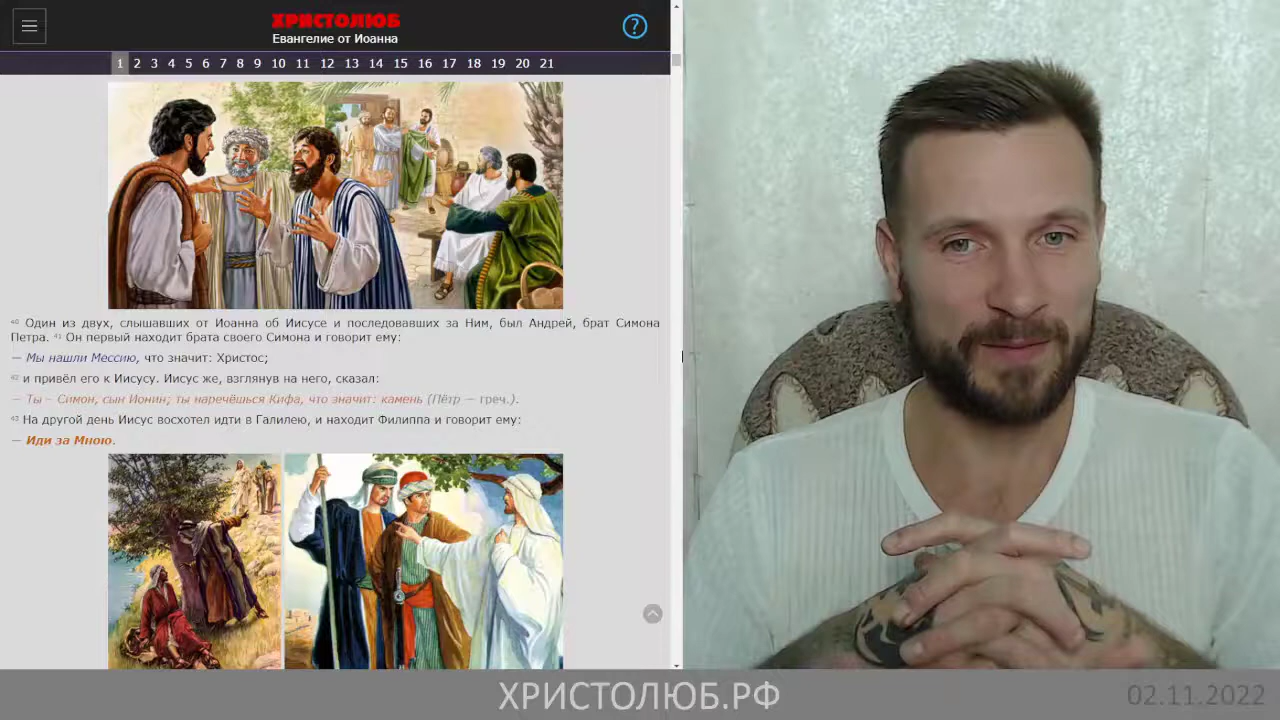 ХРИСТОЛЮБ
Евангелие от Иоанна
?
1 2 3 4 5 6 7 8 9 10 11 12 13 14 15 16 17 18 19 20 21
40 Один из двух, слышавших от Иоанна об Иисусе и последовавших за Ним, был Андрей, брат Симона
Петра. 41 Он первый находит брата своего Симона и говорит ему:
— Мы нашли Мессию, что значит: Христос;
42 и привёл его к Иисусу. Иисус же, взглянув на него, сказал:
— Ты – Симон, сын Ионин; ты наречёшься Кифа, что значит: камень (Пётр — греч.).
43 На другой день Иисус восхотел идти в Галилею, и находит Филиппа и говорит ему:
— Иди за Мною.
ХРИСТОЛЮБ.РФ
02.11.2022